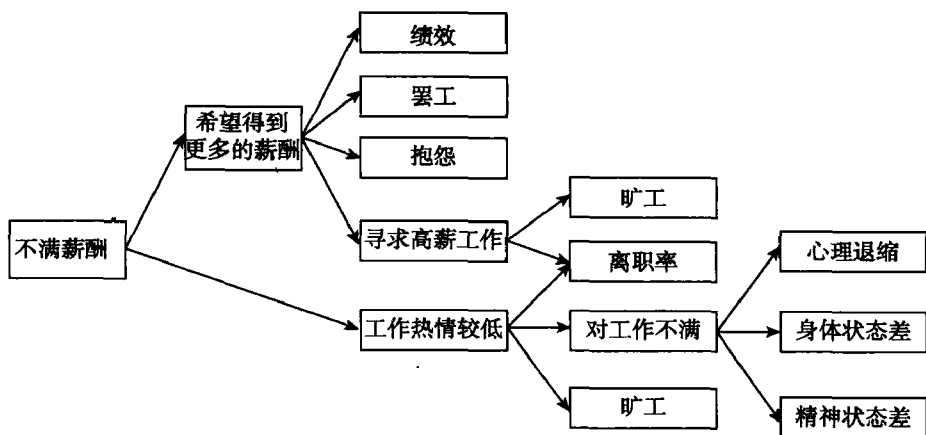 绩效
罢工
希望得到
更多的薪酬
抱怨
旷工
不满薪酬
寻求高薪工作
离职率
心理退缩
工作热情较低
对工作不满
身体状态差
旷工
精神状态差